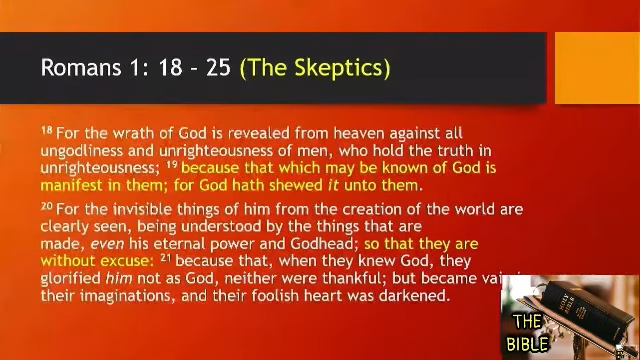 Romans 1: 18 - 25 (The Skeptics)
18 For the wrath of God is revealed from heaven against all
ungodliness and unrighteousness of men, who hold the truth in
unrighteousness; 19 because that which may be known of God is
manifest in them; for God hath shewed it unto them.
20 For the invisible things of him from the creation of the world are
clearly seen, being understood by the things that are
made, even his eternal power and Godhead; so that they are
without excuse: 21 because that, when they knew God, they
glorified him not as God, neither were thankful; but became
their imaginations, and their foolish heart was darkened.
HOLY BIBLE
THE
BIBLE